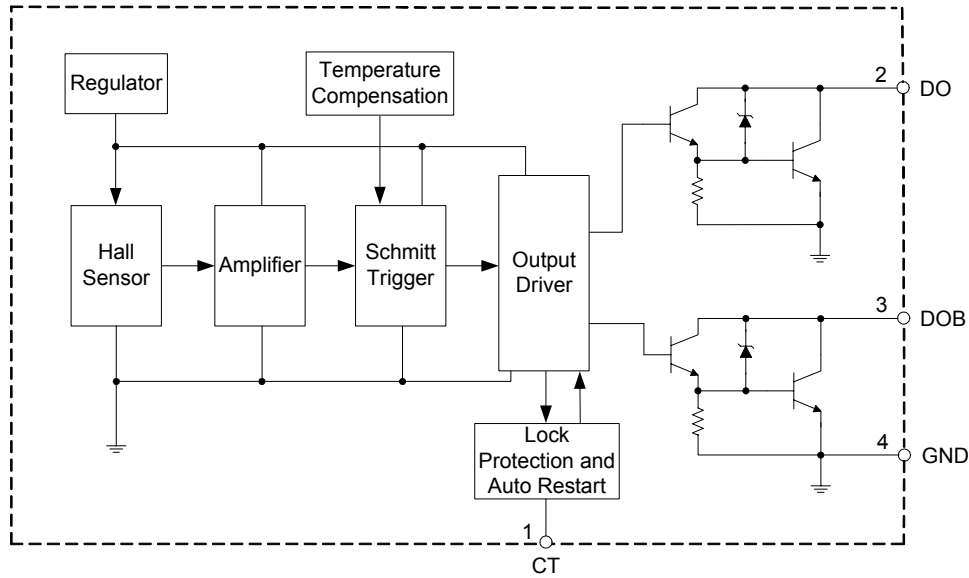 Regulator
Temperature
Compensation
2
DO
Hall
Sensor
Amplifier
Schmitt
Trigger
Output
Driver
3
DOB
Lock
Protection and
Auto Restart
4
GND
1
CT